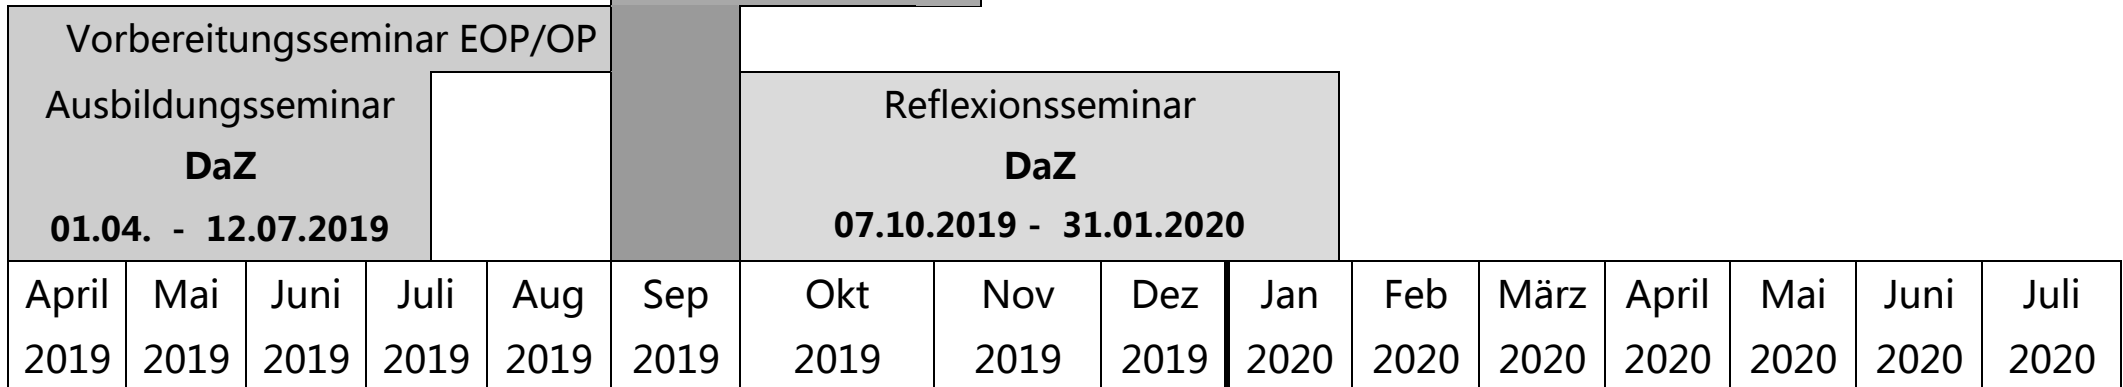 Vorbereitungsseminar EOP/OP
Ausbildungsseminar
DaZ
01.04. - 12.07.2019
Reflexionsseminar
DaZ
07.10.2019 - 31.01.2020
April Mai Juni Juli Aug Sep Okt Nov Dez Jan Feb März April Mai Juni Juli
2019 2019 2019 2019 2019 2019 2019 2019 2019 2020 2020 2020 2020 2020 2020 2020